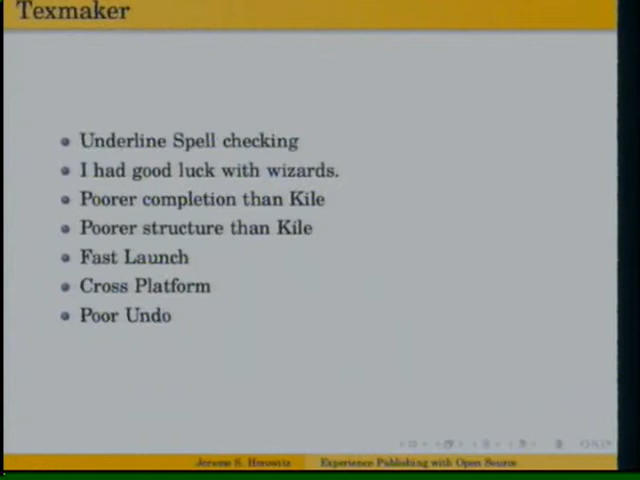 Texmaker
Underline Spell checking
I had good luck with wizards.
Poorer completion than Kile
Poorer structure than Kile
Fast Launch
Cross Platform
Poor Undo
Jerome S. Horowitz
Experience Publishing with Open Source